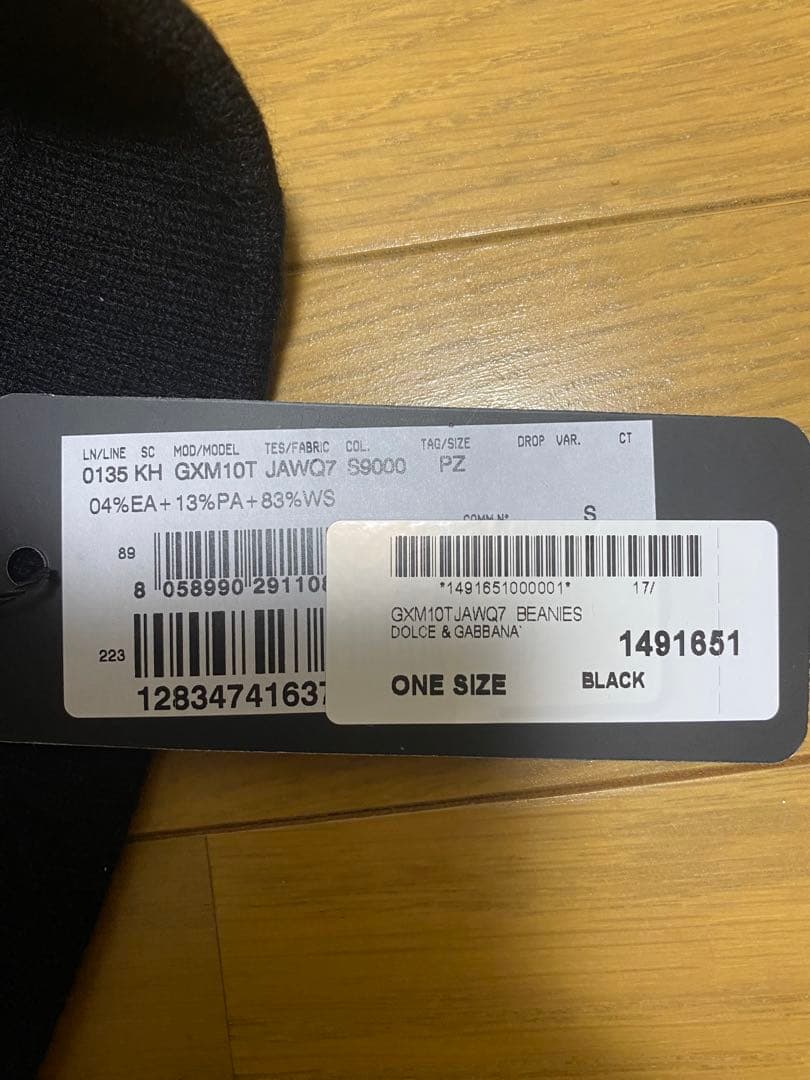 LN/LINE SC MOD/MODEL TES/FABRIC COL. TAG/SIZE DROP VAR. CT
0135 KH GXM10T JAWQ7 S9000 PZ
04%EA+13%PA+83%WS
COMM N° S
89
8 058990 29110
223
1283474163
*1491651000001* 17/
GXM10TJAWQ7 BEANIES
DOLCE & GABBANA`
1491651
ONE SIZE BLACK